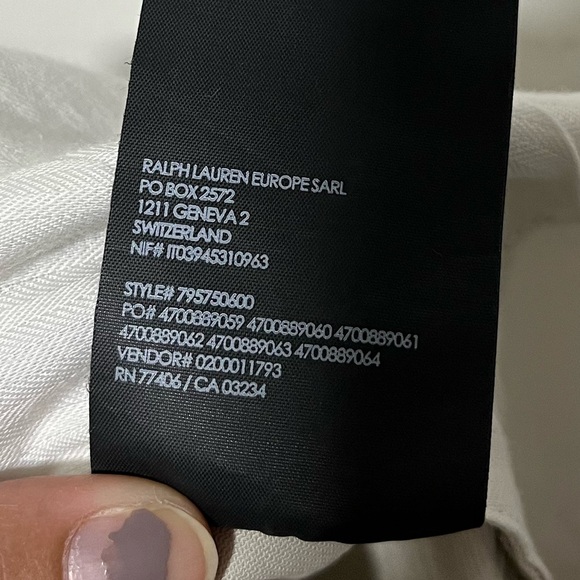 RALPH LAUREN EUROPE SARL
PO BOX 2572
1211 GENEVA 2
SWITZERLAND
NIF# IT03945310963
STYLE# 795750600
PO# 4700889059 4700889060 4700889061
4700889062 4700889063 4700889064
VENDOR# 0200011793
RN 77406 / CA 03234